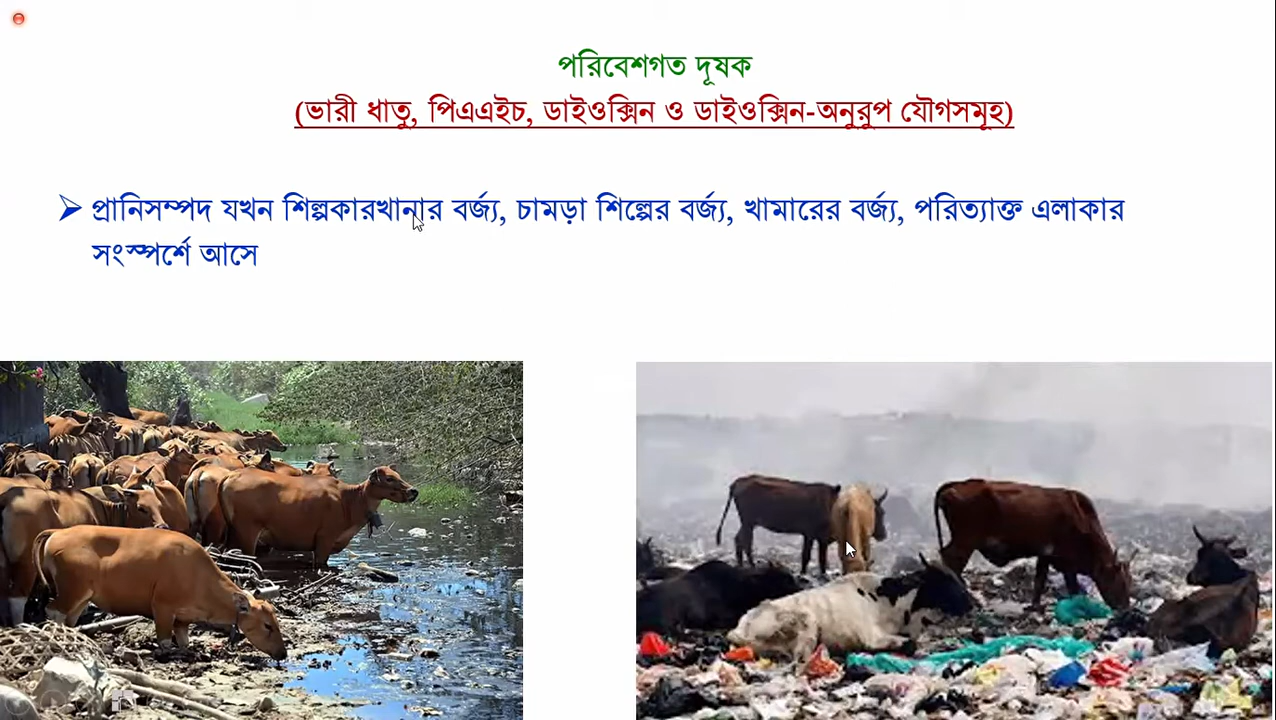 পরিবেশগত দূষক
(ভারী ধাতু, পিএএইচ, ডাইওক্সিন ও ডাইওক্সিন-অনুরুপ যৌগসমূহ)
প্রানিসম্পদ যখন শিল্পকারখানার বর্জ্য, চামড়া শিল্পের বর্জ্য, খামারের বর্জ্য, পরিত্যাক্ত এলাকার
সংস্পর্শে আসে